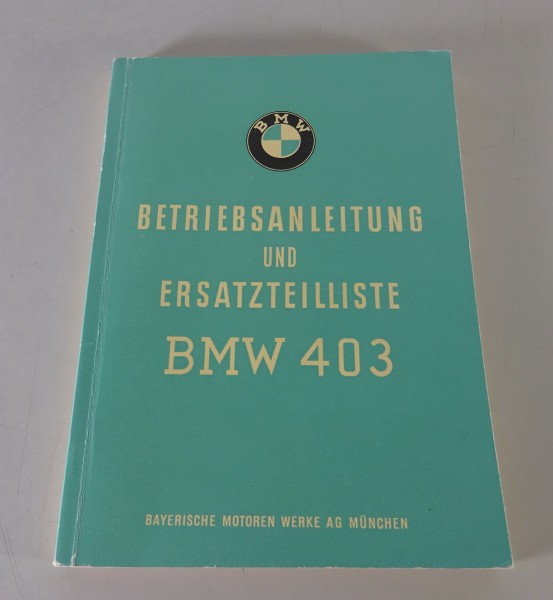 BMW
BETRIEBSANLEITUNG
UND
ERSATZTEILLISTE
BMW 403
BAYERISCHE MOTOREN WERKE AG MÜNCHEN